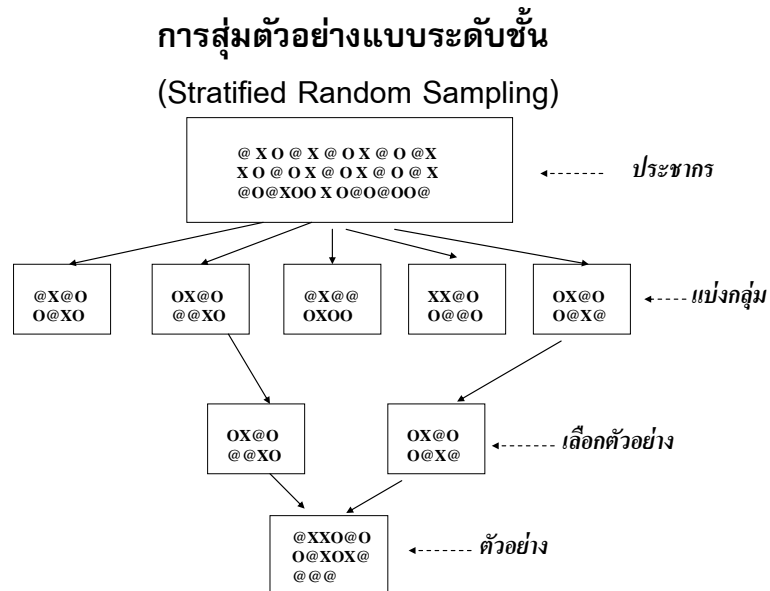 การสุ่มตัวอย่างแบบระดับชั้น
(Stratified Random Sampling)
@ X O @ X @ O X @ O @X
X O @ O X @ O X @ O @ X
@O@XOO X O@O@OO@
ประชากร
@X@O
O@XO
OX@O
@@XO
@X@@
OXOO
XX@O
O@@O
OX@O
O@X@
แบ่งกลุ่ม
OX@O
@@XO
OX@O
O@X@
เลือกตัวอย่าง
@XXO@O
O@XOX@
@@@
ตัวอย่าง